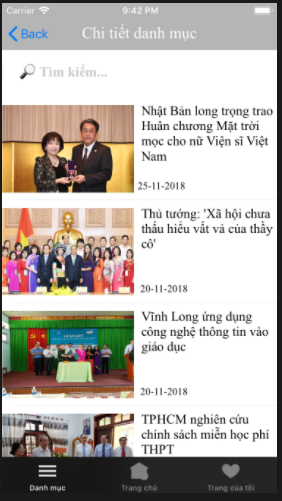 Carrier 9:42 PM
Back Chi tiết danh mục
Tìm kiếm...
Nhật Bản long trọng trao
Huân chương Mặt trời
mọc cho nữ Viện sĩ Việt
Nam
25-11-2018
Thủ tướng: 'Xã hội chưa
thấu hiểu vất vả của thầy
cô'
20-11-2018
Vĩnh Long ứng dụng
công nghệ thông tin vào
giáo dục
20-11-2018
TPHCM nghiên cứu
chính sách miễn học phí
THPT
Danh mục Trang chủ Trang của tôi